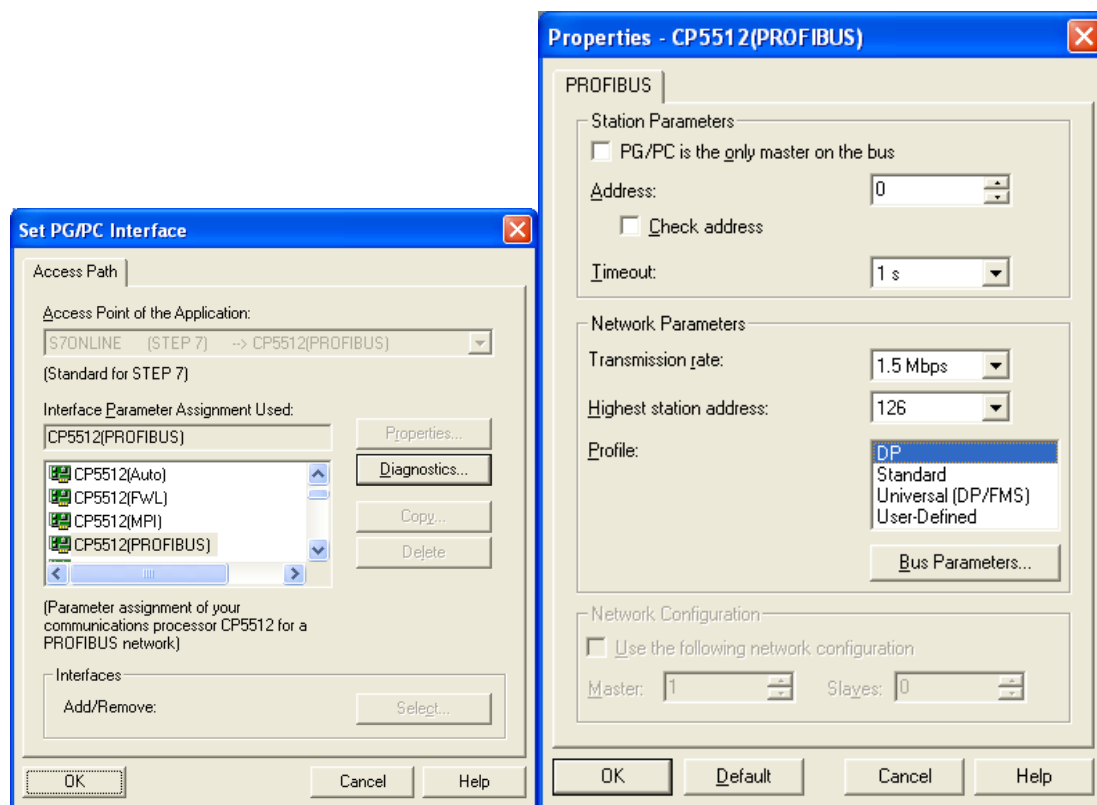 Set PG/PC Interface
Access Path
Access Point of the Application:
S7ONLINE (STEP 7) --> CP5512(PROFIBUS)
(Standard for STEP 7)
Interface Parameter Assignment Used:
CP5512(PROFIBUS)
Properties...
CP5512(Auto)
CP5512(FWL)
CP5512(MPI)
CP5512(PROFIBUS)
Diagnostics...
Copy...
Delete
(Parameter assignment of your
communications processor CP5512 for a
PROFIBUS network)
Interfaces
Add/Remove:
Select...
OK
Cancel
Help
Properties - CP5512(PROFIBUS)
PROFIBUS
Station Parameters
PG/PC is the only master on the bus
Address:
0
Check address
Timeout:
1 s
Network Parameters
Transmission rate:
1.5 Mbps
Highest station address:
126
Profile:
DP
Standard
Universal (DP/FMS)
User-Defined
Bus Parameters...
Network Configuration
Use the following network configuration
Master: 1 Slaves: 0
OK
Default
Cancel
Help